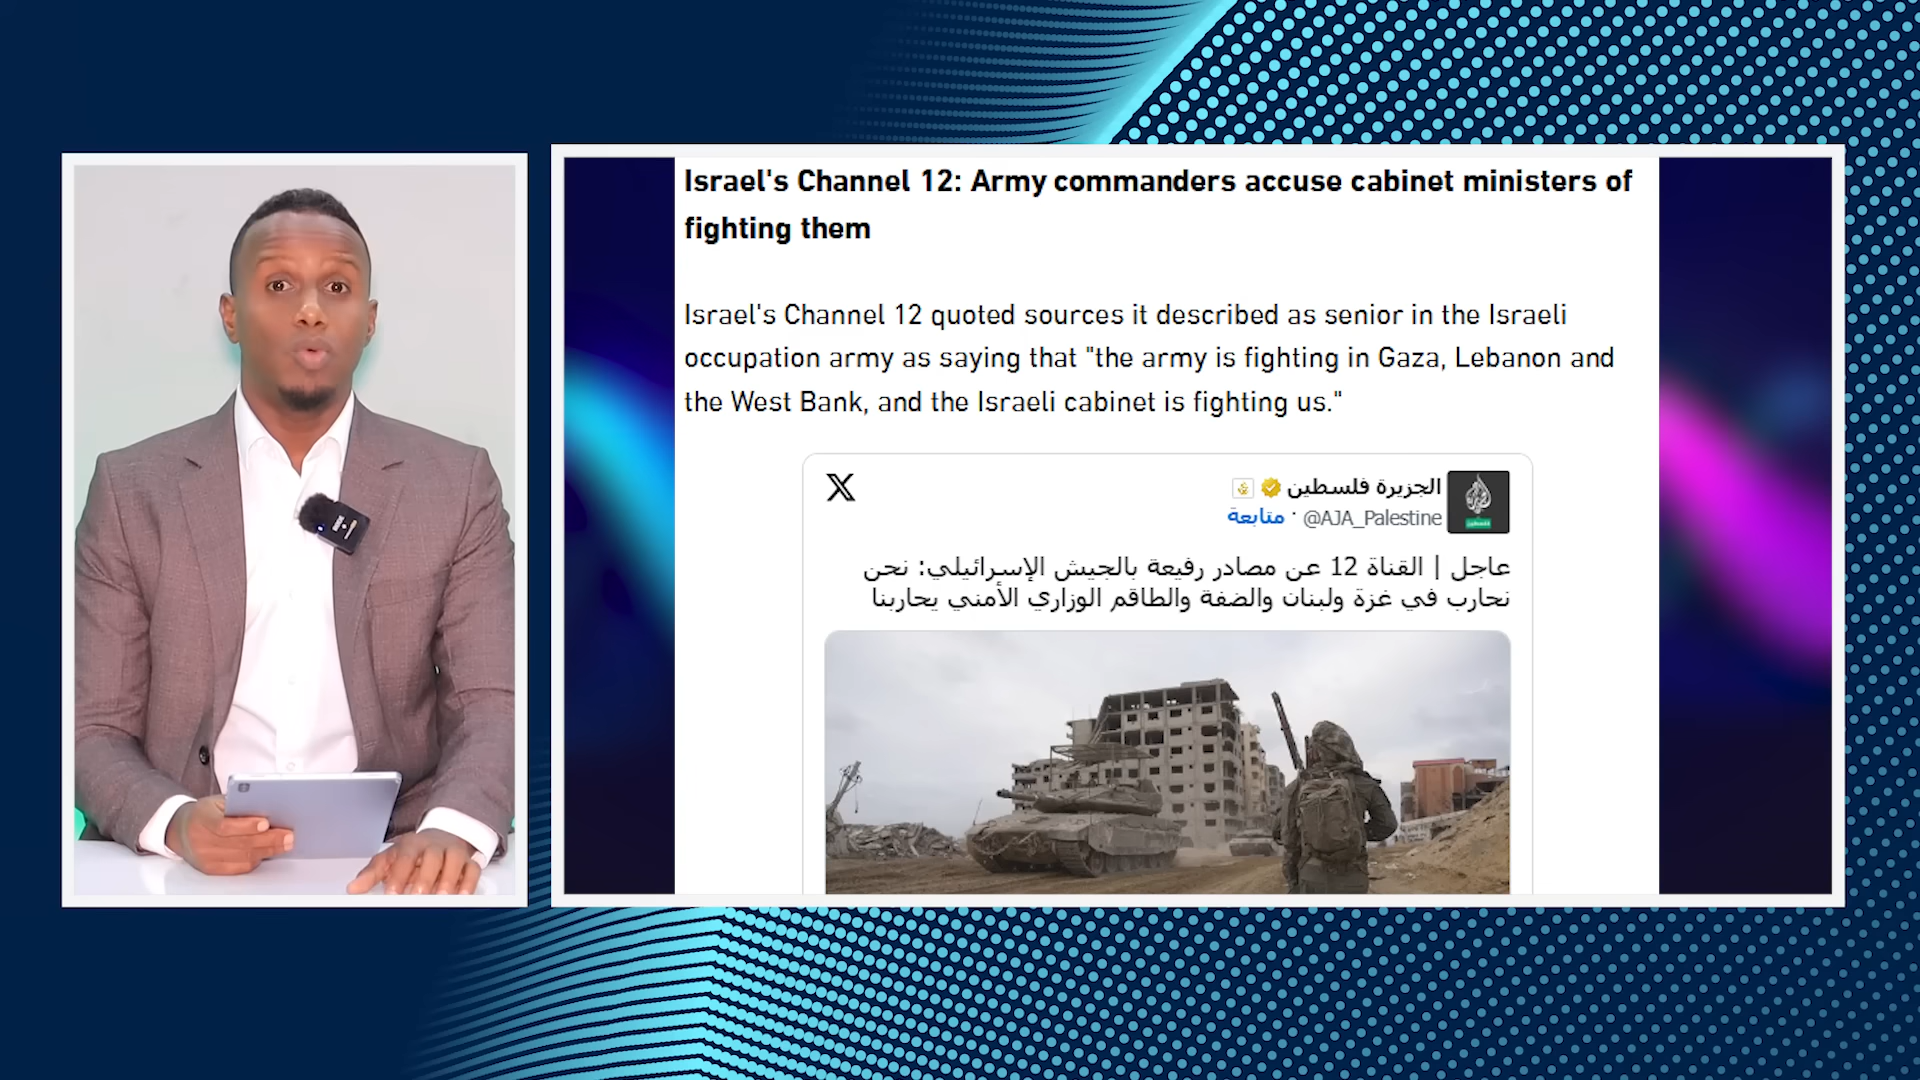 Israel's Channel 12: Army commanders accuse cabinet ministers of
fighting them
Israel's Channel 12 quoted sources it described as senior in the Israeli
occupation army as saying that "the army is fighting in Gaza, Lebanon and
the West Bank, and the Israeli cabinet is fighting us."
الجزيرة فلسطين
@AJA_Palestine · متابعة
عاجل | القناة 12 عن مصادر رفيعة بالجيش الإسرائيلي: نحن
نحارب في غزة ولبنان والضفة والطاقم الوزاري الأمني يحاربنا